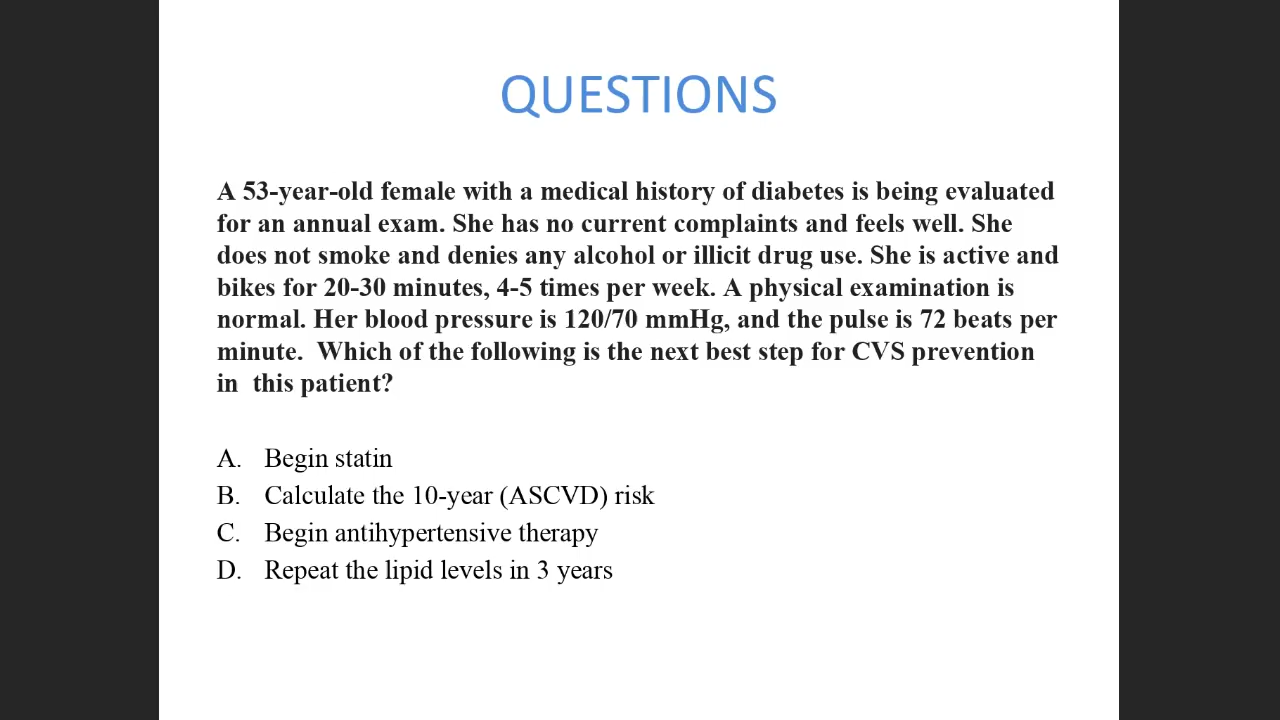 QUESTIONS
A 53-year-old female with a medical history of diabetes is being evaluated
for an annual exam. She has no current complaints and feels well. She
does not smoke and denies any alcohol or illicit drug use. She is active and
bikes for 20-30 minutes, 4-5 times per week. A physical examination is
normal. Her blood pressure is 120/70 mmHg, and the pulse is 72 beats per
minute.  Which of the following is the next best step for CVS prevention
in  this patient?
A. Begin statin
B. Calculate the 10-year (ASCVD) risk
C. Begin antihypertensive therapy
D. Repeat the lipid levels in 3 years